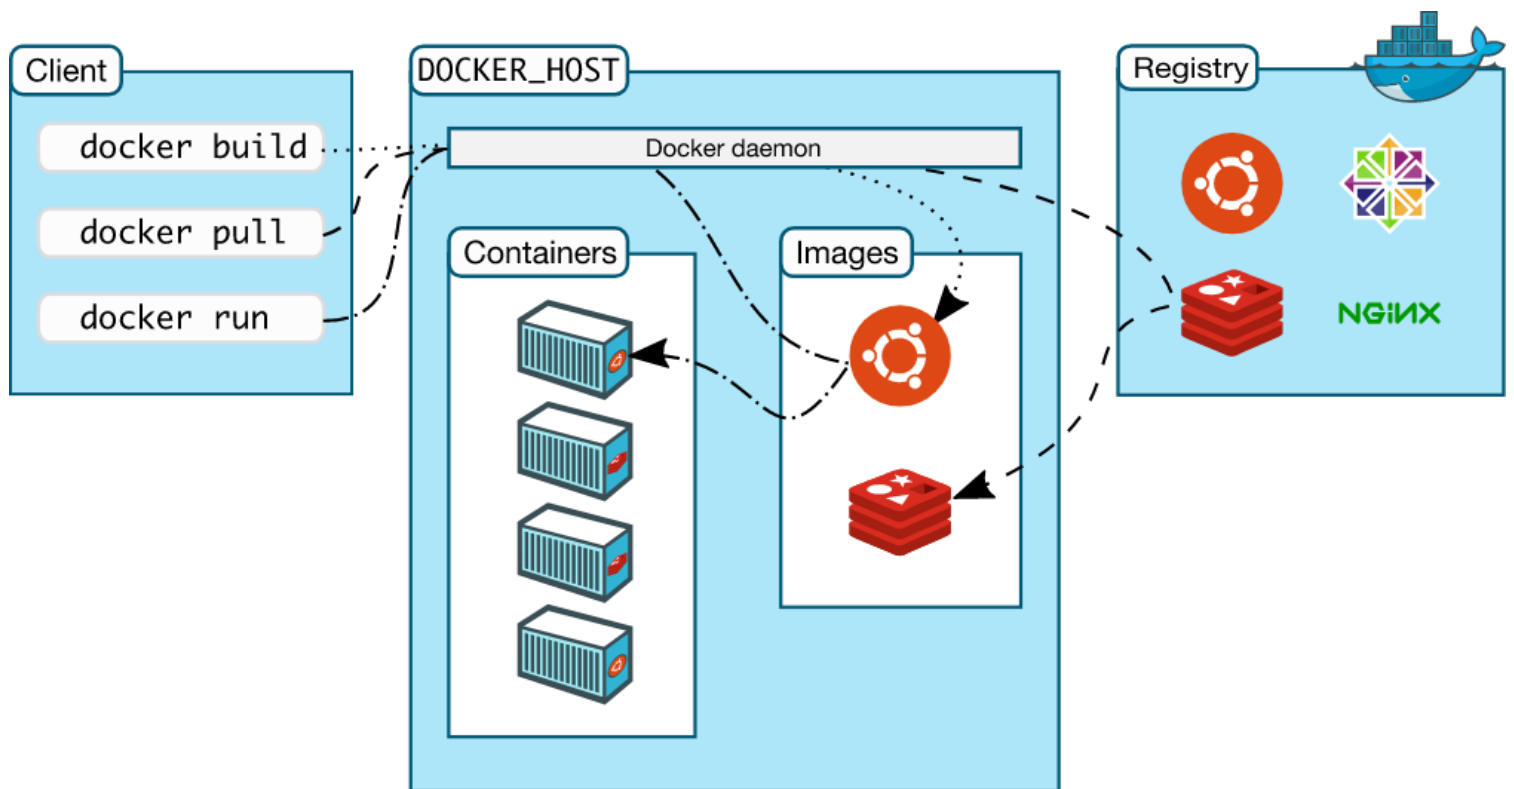 Client
docker build
docker pull
docker run
DOCKER_HOST
Docker daemon
Containers
Images
Registry
NGiNX